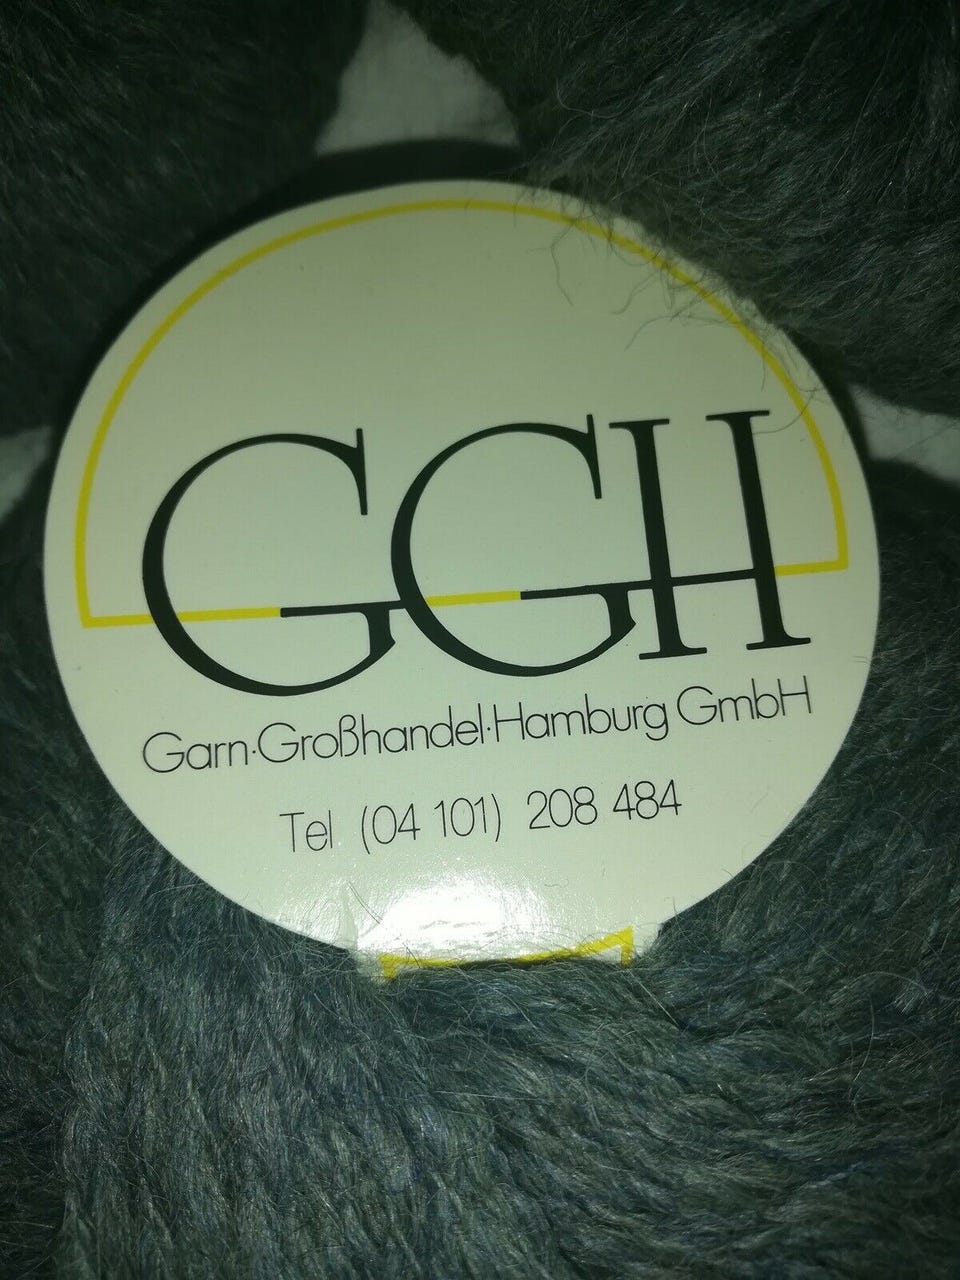 GGH
Garn·Großhandel·Hamburg GmbH
Tel (04 101) 208 484